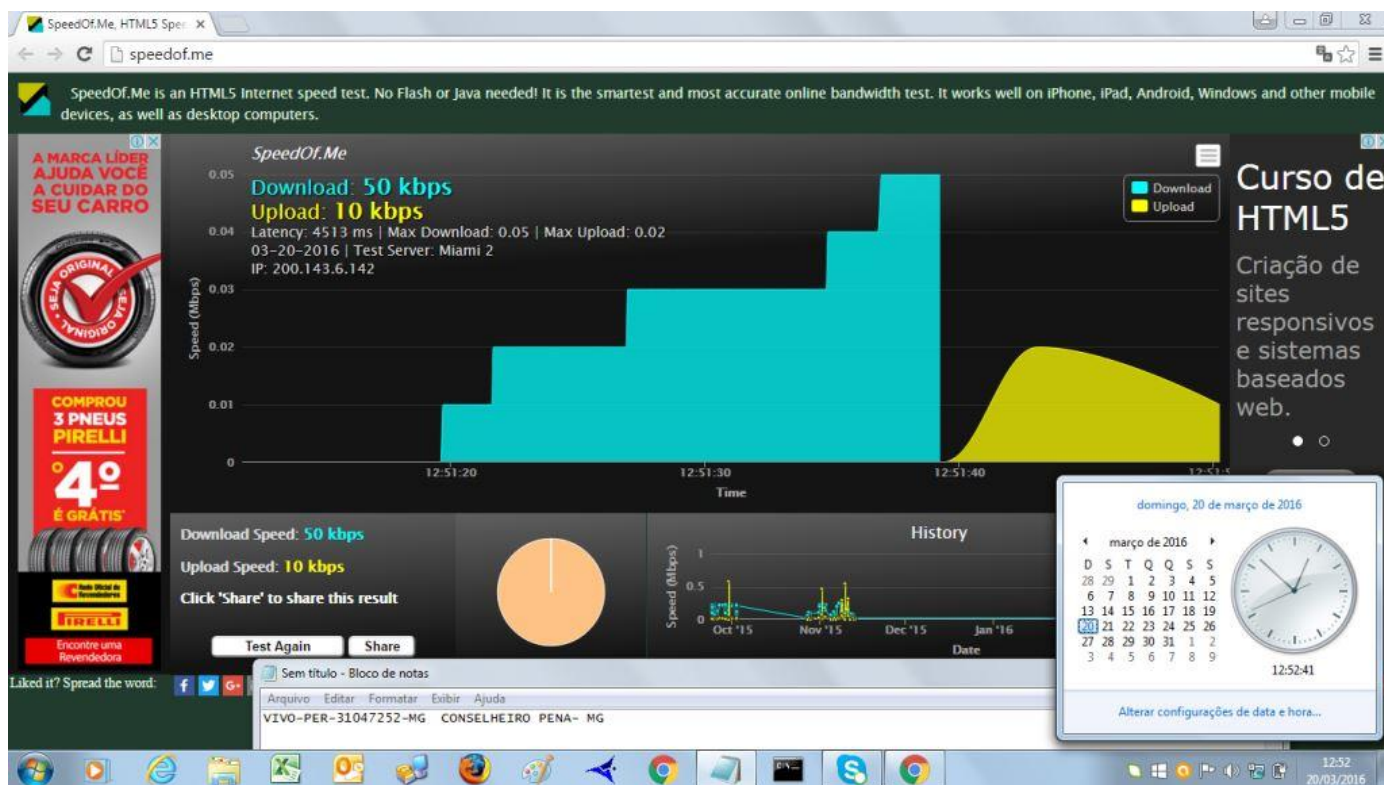 SpeedOf.Me, HTML5 Spe
speedof.me
SpeedOf.Me is an HTML5 Internet speed test. No Flash or Java needed! It is the smartest and most accurate online bandwidth test. It works well on iPhone, iPad, Android, Windows and other mobile
devices, as well as desktop computers.
A MARCA LÍDER
AJUDA VOCÊ
A CUIDAR DO
SEU CARRO
ORIGINAL
SEJA
ORIGINAL
COMPROU
3 PNEUS
PIRELLI
O
4º
É GRÁTIS*
PIRELLI
Encontre uma
Revendedora
SpeedOf.Me
Download: 50 kbps
Upload: 10 kbps
Latency: 4513 ms | Max Download: 0.05 | Max Upload: 0.02
03-20-2016 | Test Server: Miami 2
IP: 200.143.6.142
Download
Upload
Speed (Mbps)
0.05
0.04
0.03
0.02
0.01
0
12:51:20 12:51:30 12:51:40 12:51:5
Time
Curso de
HTML5
Criação de
sites
responsivos
e sistemas
baseados
web.
Download Speed: 50 kbps
Upload Speed: 10 kbps
Click 'Share' to share this result
Test Again Share
History
Speed (Mbps)
1
0.5
0
Oct '15 Nov '15 Dec '15 Jan '16
Date
Liked it? Spread the word:
f G+
Sem título - Bloco de notas
Arquivo Editar Formatar Exibir Ajuda
VIVO-PER-31047252-MG CONSELHEIRO PENA- MG
domingo, 20 de março de 2016
março de 2016
D S T Q Q S S
28 29 1 2 3 4 5
6 7 8 9 10 11 12
13 14 15 16 17 18 19
20 21 22 23 24 25 26
27 28 29 30 31 1 2
3 4 5 6 7 8 9
12:52:41
Alterar configurações de data e hora...
12:52
20/03/2016